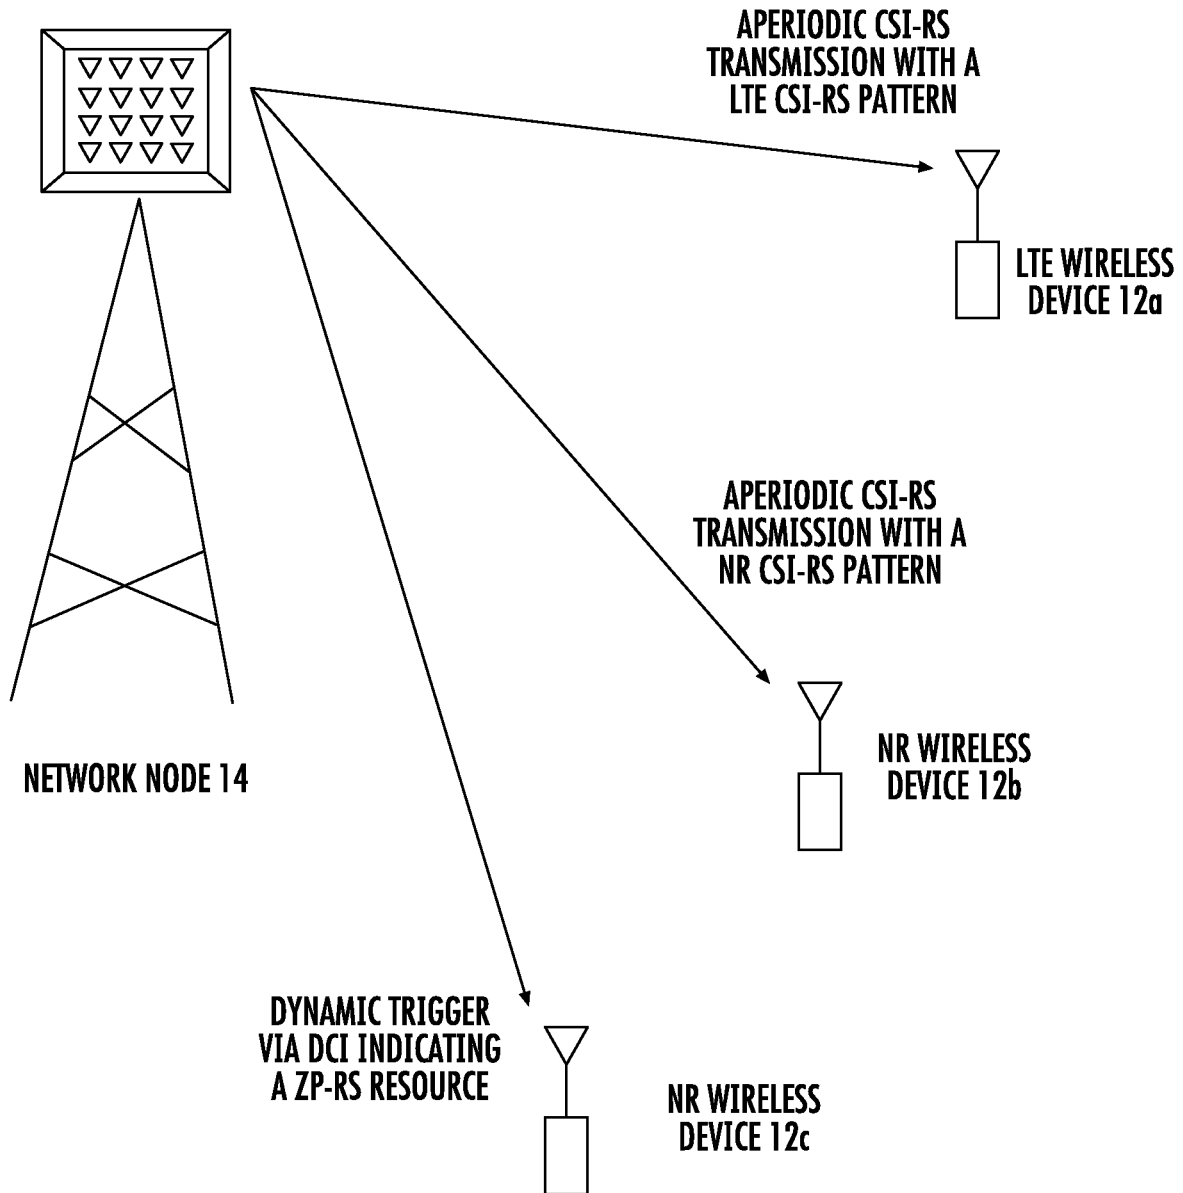 APERIODIC CSI-RS
TRANSMISSION WITH A
LTE CSI-RS PATTERN
LTE WIRELESS
DEVICE 12a
APERIODIC CSI-RS
TRANSMISSION WITH A
NR CSI-RS PATTERN
NR WIRELESS
DEVICE 12b
NETWORK NODE 14
DYNAMIC TRIGGER
VIA DCI INDICATING
A ZP-RS RESOURCE
NR WIRELESS
DEVICE 12c